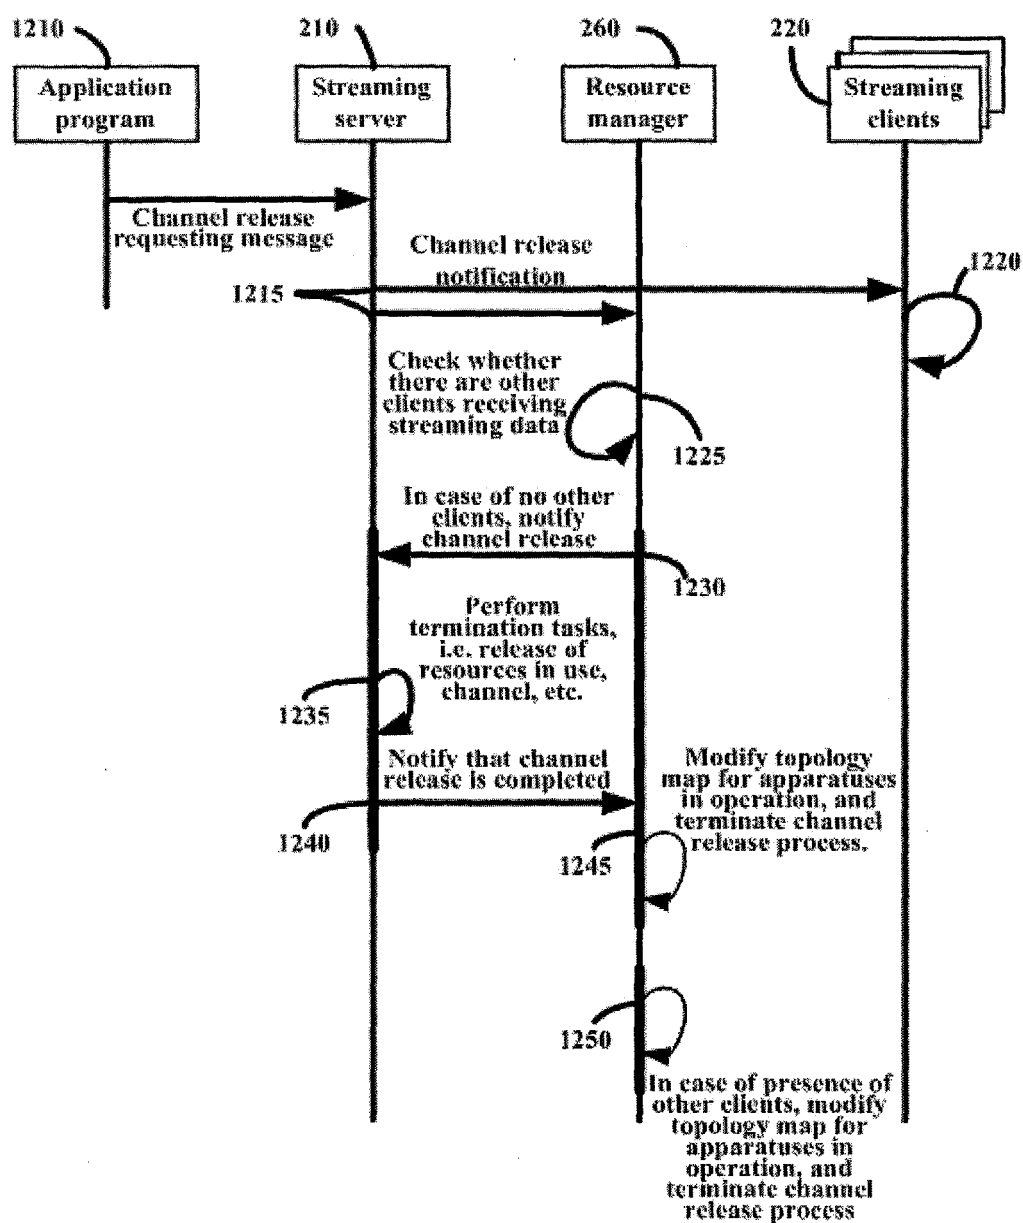 1210
210
260
220
Application
program
Streaming
server
Resource
manager
Streaming
clients
Channel release
requesting message
Channel release
notification
1215
1220
Check whether
there are other
clients receiving
streaming data
1225
In case of no other
clients, notify
channel release
1230
Perform
termination tasks,
i.e. release of
resources in use,
channel, etc.
1235
Notify that channel
release is completed
1240
Modify topology
map for apparatuses
in operation, and
terminate channel
release process.
1245
1250
In case of presence of
other clients, modify
topology map for
apparatuses in
operation, and
terminate channel
release process